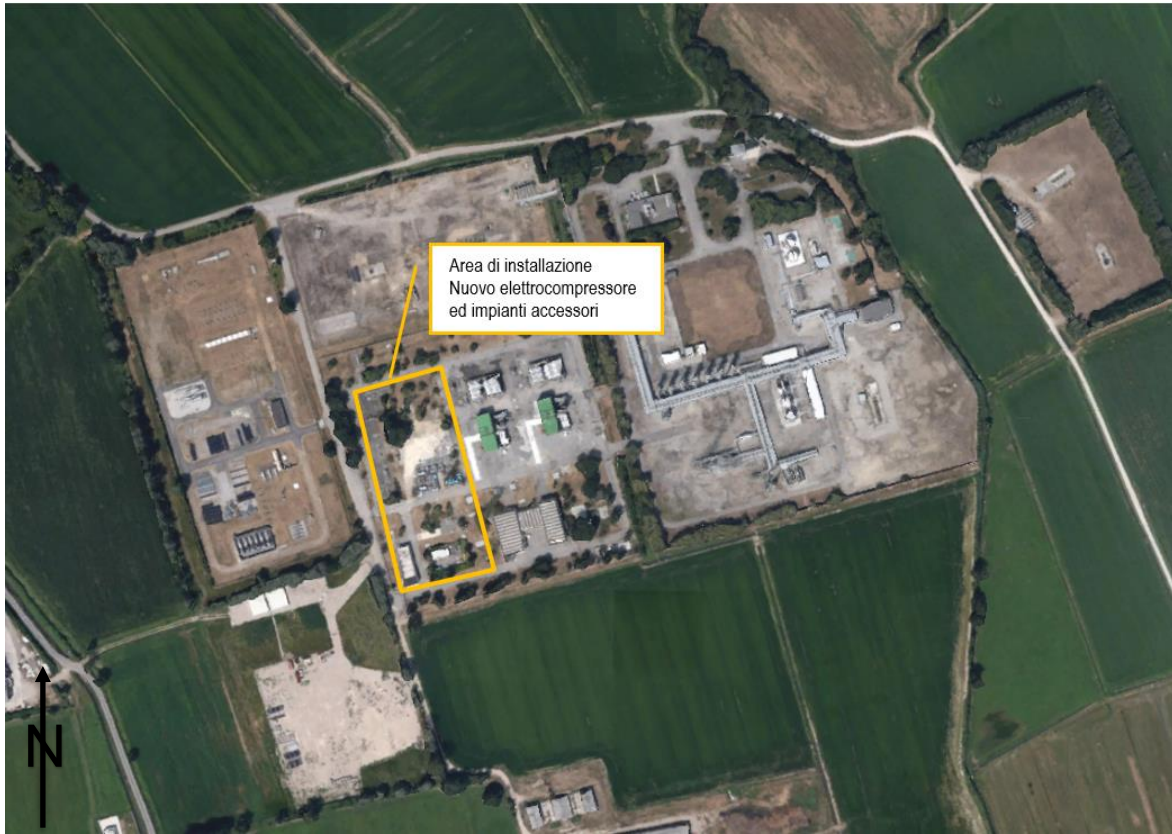 Area di installazione
Nuovo elettrocompressore
ed impianti accessori
N